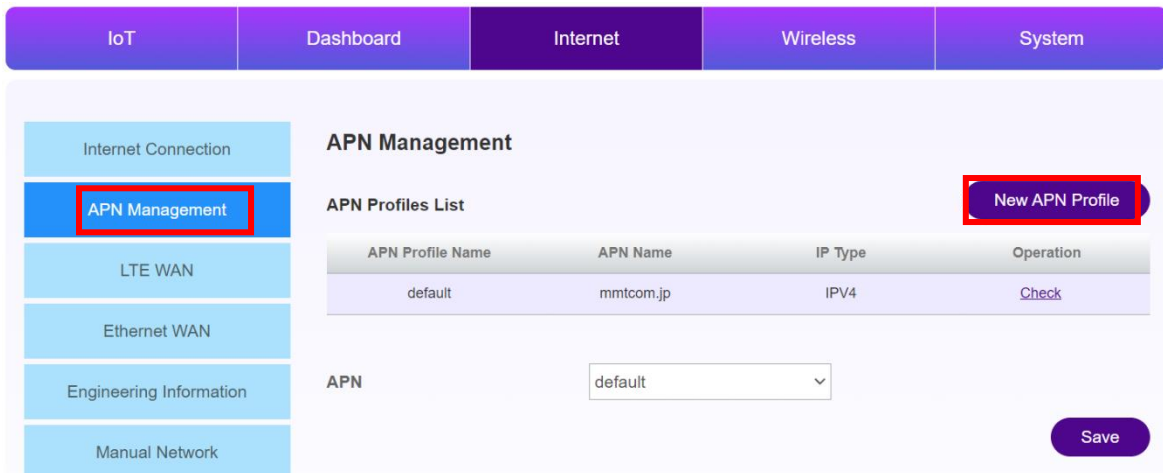 IoT Dashboard Internet Wireless System
Internet Connection
APN Management
LTE WAN
Ethernet WAN
Engineering Information
Manual Network
APN Management
APN Profiles List
New APN Profile
APN Profile Name APN Name IP Type Operation
default mmtcom.jp IPV4 Check
APN default
Save